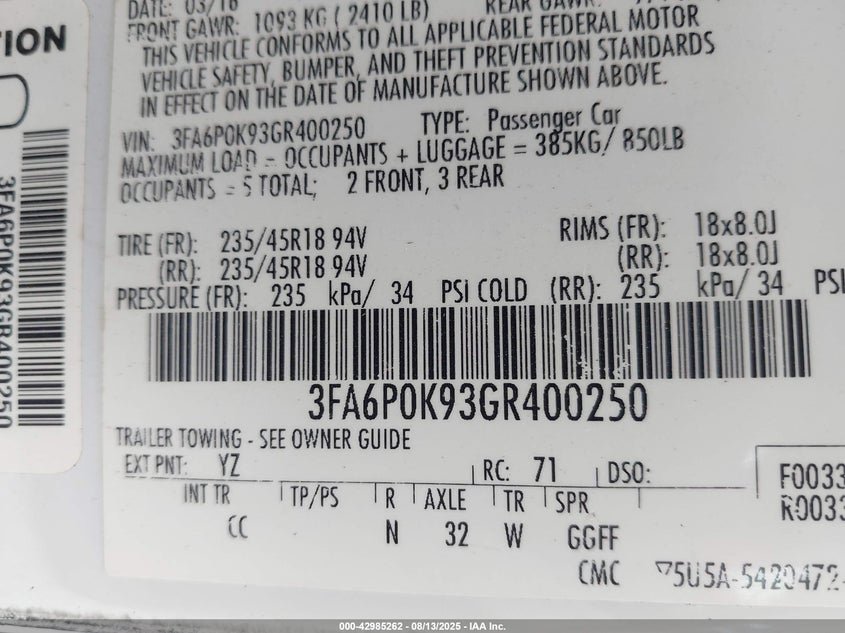 DATE: 03/16
FRONT GAWR: 1093 KG ( 2410 LB)
THIS VEHICLE CONFORMS TO ALL APPLICABLE FEDERAL MOTOR
VEHICLE SAFETY, BUMPER, AND THEFT PREVENTION STANDARDS
IN EFFECT ON THE DATE OF MANUFACTURE SHOWN ABOVE.
VIN: 3FA6P0K93GR400250 TYPE: Passenger Car
MAXIMUM LOAD = OCCUPANTS + LUGGAGE = 385KG/ 850LB
OCCUPANTS = 5 TOTAL; 2 FRONT, 3 REAR
TIRE (FR): 235/45R18 94V RIMS (FR): 18x8.0J
(RR): 235/45R18 94V (RR): 18x8.0J
PRESSURE (FR): 235 kPa/ 34 PSI COLD (RR): 235 kPa/ 34 PSI
3FA6P0K93GR400250
TRAILER TOWING - SEE OWNER GUIDE
EXT PNT: YZ RC: 71 DSO:
F0033
R0033
INT TR TP/PS R AXLE TR SPR
CC N 32 W GGFF
CMC
3FA6P0K93GR400250
000-42985262 - 08/13/2025 - IAA Inc.